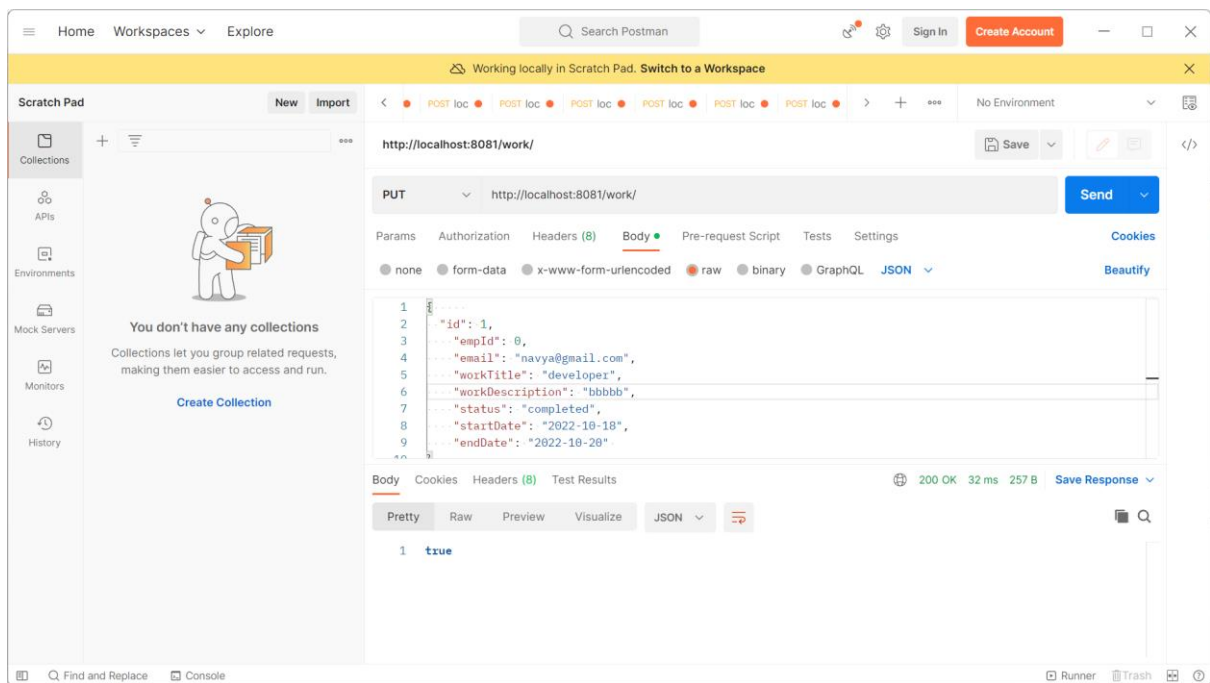 Home Workspaces Explore Search Postman Sign In Create Account
Working locally in Scratch Pad. Switch to a Workspace
Scratch Pad New Import POST loc POST loc POST loc POST loc POST loc POST loc No Environment
Collections
APIs
Environments
Mock Servers
Monitors
History
You don't have any collections
Collections let you group related requests,
making them easier to access and run.
Create Collection
http://localhost:8081/work/ Save
PUT http://localhost:8081/work/ Send
Params Authorization Headers (8) Body Pre-request Script Tests Settings Cookies
none form-data x-www-form-urlencoded raw binary GraphQL JSON Beautify
1 {
2 "id": 1,
3 "empId": 0,
4 "email": "navya@gmail.com",
5 "workTitle": "developer",
6 "workDescription": "bbbbb",
7 "status": "completed",
8 "startDate": "2022-10-18",
9 "endDate": "2022-10-20"
10 }
Body Cookies Headers (8) Test Results 200 OK 32 ms 257 B Save Response
Pretty Raw Preview Visualize JSON
1 true
Find and Replace Console Runner Trash